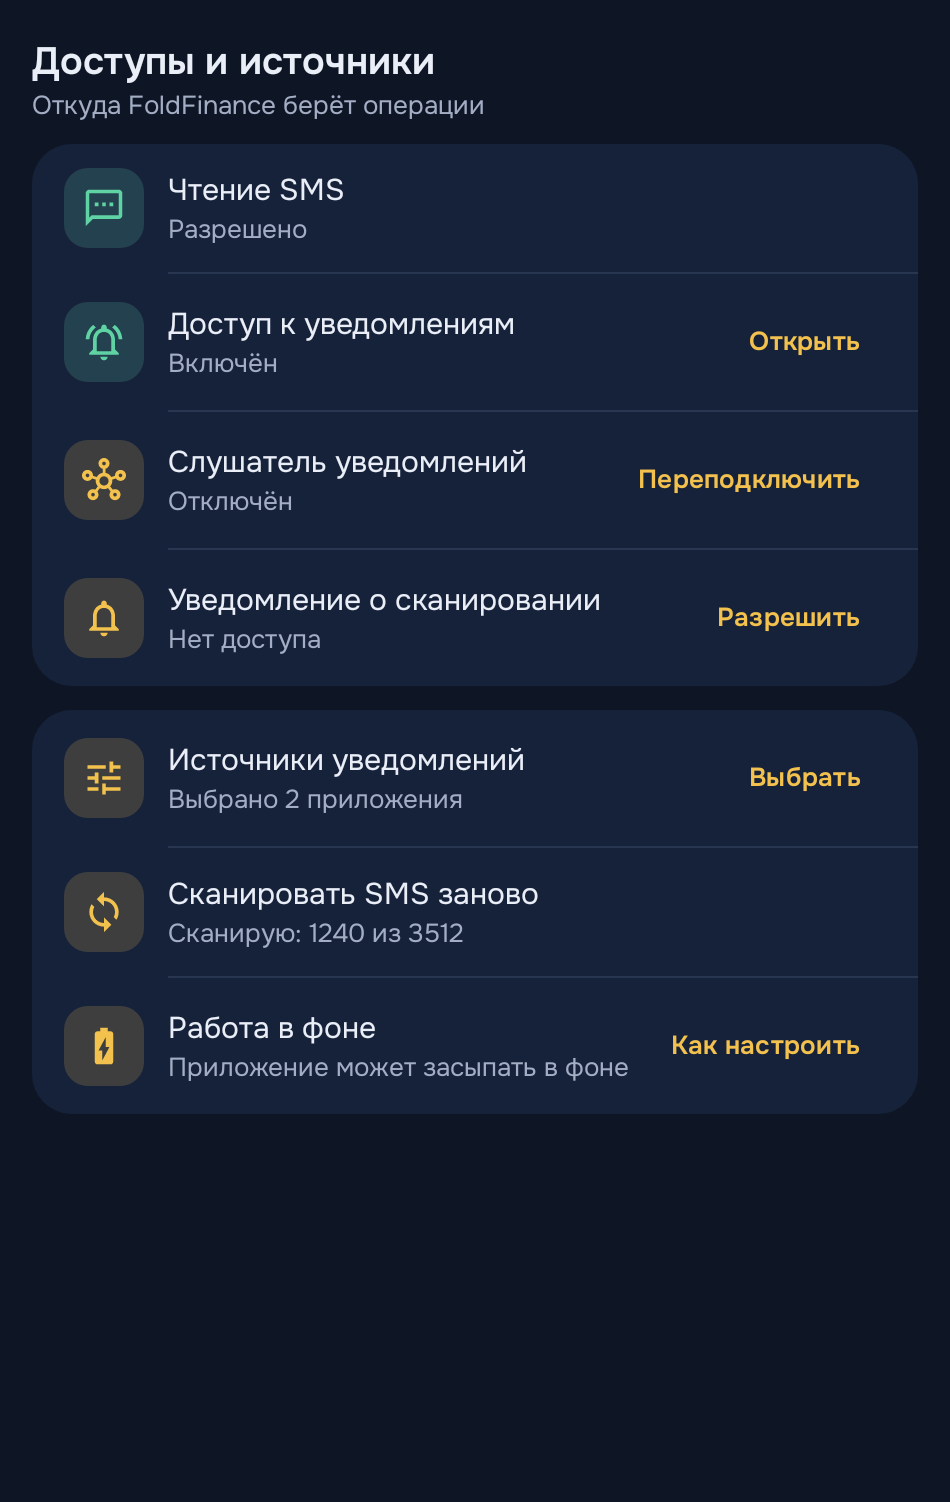 Доступы и источники
Откуда FoldFinance берёт операции
Чтение SMS
Разрешено
Доступ к уведомлениям
Включён
Открыть
Слушатель уведомлений
Отключён
Переподключить
Уведомление о сканировании
Нет доступа
Разрешить
Источники уведомлений
Выбрано 2 приложения
Выбрать
Сканировать SMS заново
Сканирую: 1240 из 3512
Работа в фоне
Приложение может засыпать в фоне
Как настроить